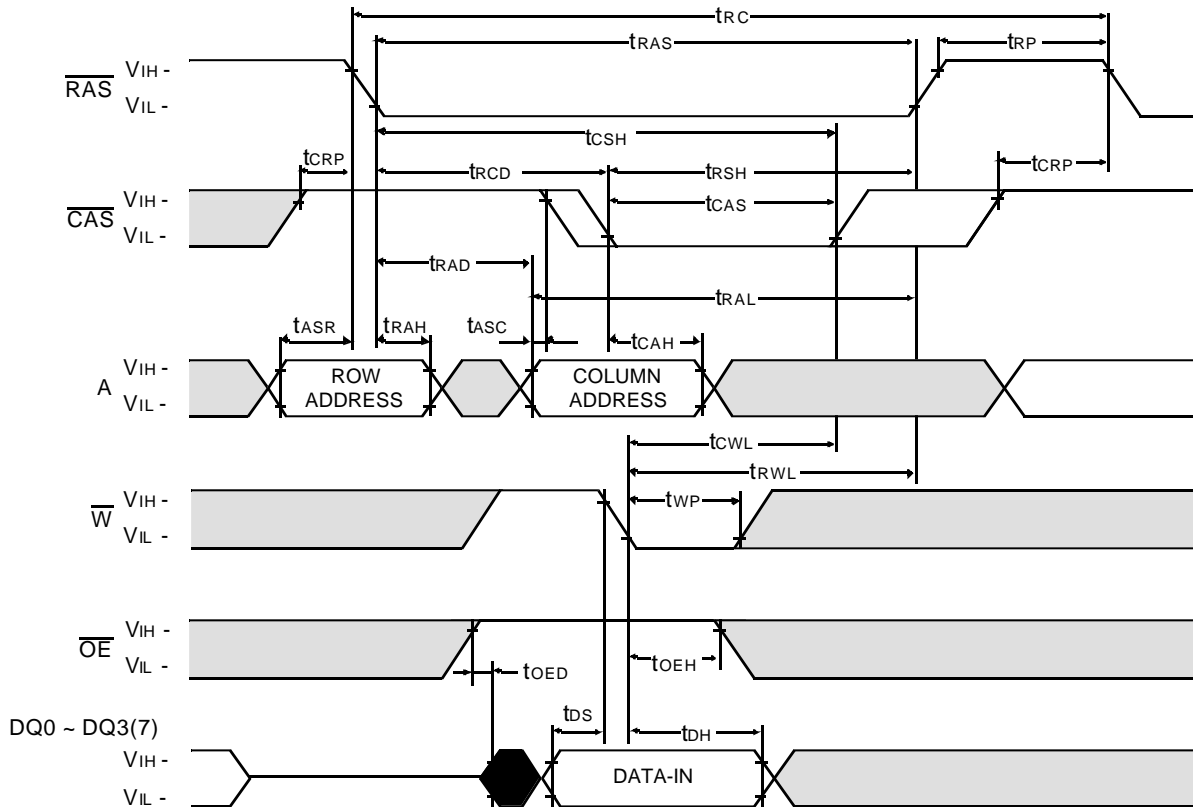 tRC
tRAS
tRP
RAS
VIH -
VIL -
tCSH
tCRP
tRCD
tRSH
tCRP
CAS
VIH -
VIL -
tCAS
tRAD
tRAL
tASR
tRAH
tASC
tCAH
A
VIH -
VIL -
ROW
ADDRESS
COLUMN
ADDRESS
tCWL
tRWL
W
VIH -
VIL -
tWP
OE
VIH -
VIL -
tOED
tOEH
DQ0 ~ DQ3(7)
tDS
tDH
VIH -
VIL -
DATA-IN